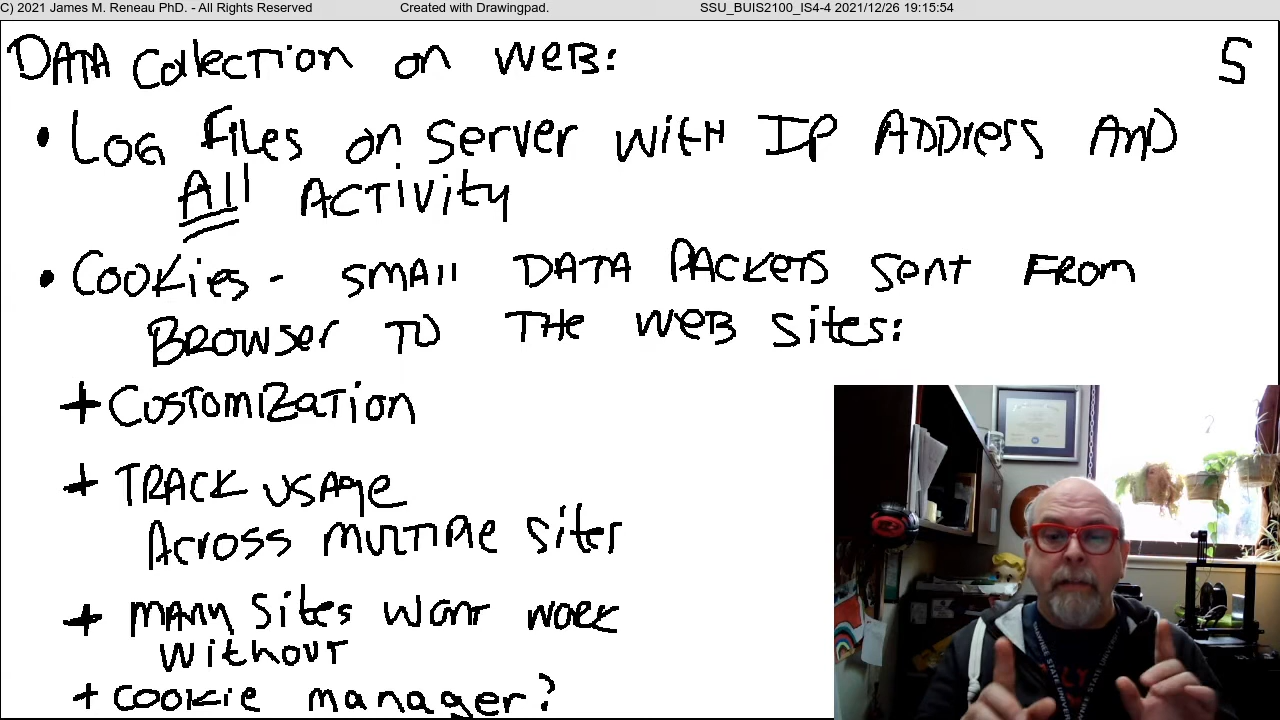 C) 2021 James M. Reneau PhD. - All Rights Reserved Created with Drawingpad. SSU_BUIS2100_IS4-4 2021/12/26 19:15:54
DATA Collection on WEB: 5
• LOG Files on Server with IP Address AND
All Activity
• Cookies - Small DATA Packets Sent From
Browser TO THE WEB Sites:
+ Customization
+ Track usage
Across multiple sites
+ Many Sites Wont Work
Without
+ Cookie manager?